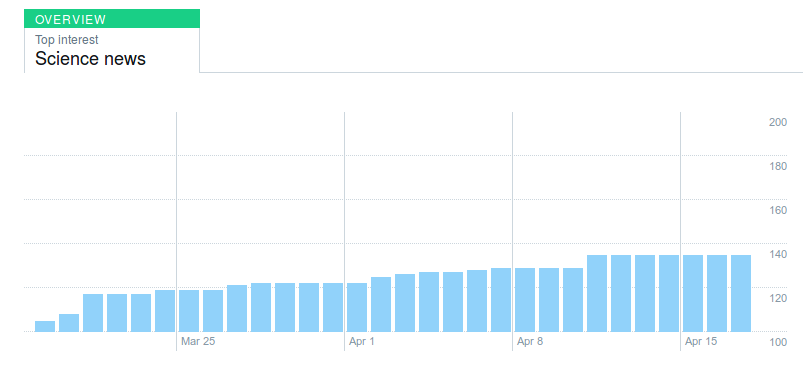 OVERVIEW
Top interest
Science news
200
180
160
140
120
100
Mar 25
Apr 1
Apr 8
Apr 15